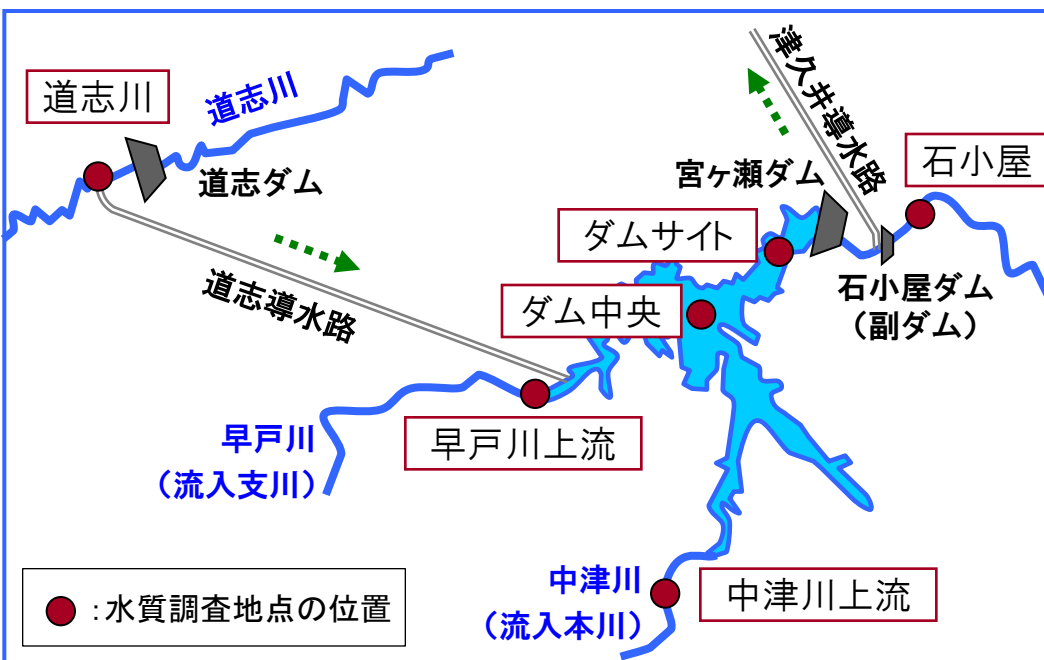 道志川
道志川
道志ダム
道志導水路
津久井導水路
宮ヶ瀬ダム
石小屋
ダムサイト
石小屋ダム
（副ダム）
ダム中央
早戸川上流
早戸川
（流入支川）
中津川
（流入本川）
中津川上流
：水質調査地点の位置